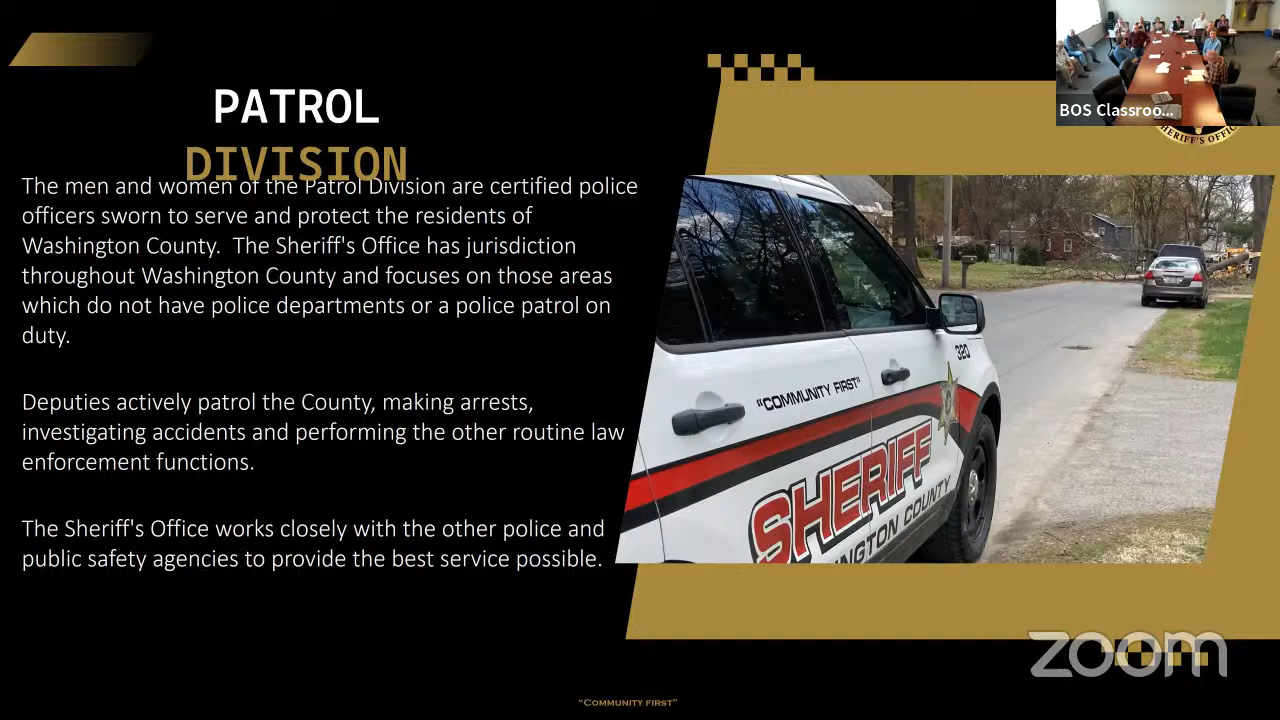 PATROL
DIVISION
The men and women of the Patrol Division are certified police
officers sworn to serve and protect the residents of
Washington County.  The Sheriff's Office has jurisdiction
throughout Washington County and focuses on those areas
which do not have police departments or a police patrol on
duty.
Deputies actively patrol the County, making arrests,
investigating accidents and performing the other routine law
enforcement functions.
The Sheriff's Office works closely with the other police and
public safety agencies to provide the best service possible.
BOS Classroo...
SHERIFF'S OFFIC
320
"COMMUNITY FIRST"
SHERIFF
INGTON COUNTY
zoom
"COMMUNITY FIRST"